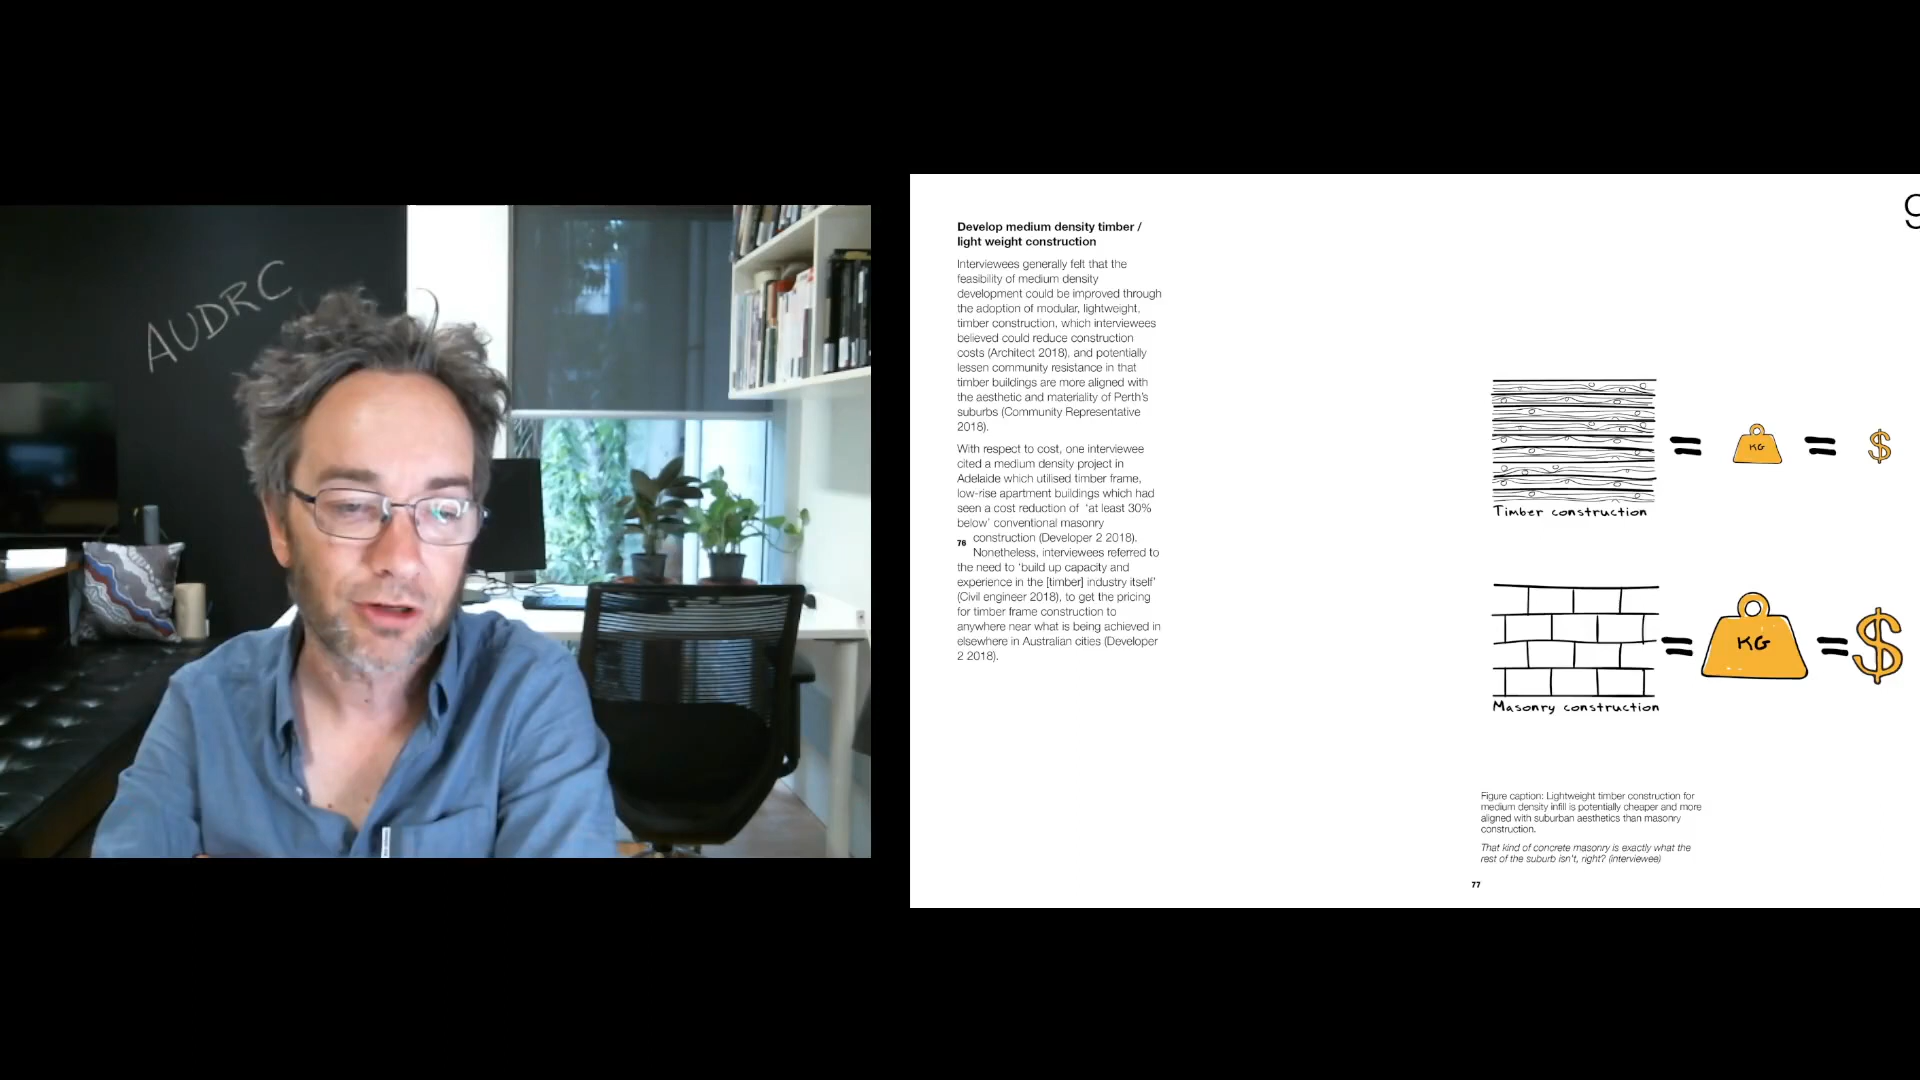 AUDRC
Develop medium density timber /
light weight construction
Interviewees generally felt that the
feasibility of medium density
development could be improved through
the adoption of modular, lightweight,
timber construction, which interviewees
believed could reduce construction
costs (Architect 2018), and potentially
lessen community resistance in that
timber buildings are more aligned with
the aesthetic and materiality of Perth's
suburbs (Community Representative
2018).
With respect to cost, one interviewee
cited a medium density project in
Adelaide which utilised timber frame,
low-rise apartment buildings which had
seen a cost reduction of 'at least 30%
below' conventional masonry
construction (Developer 2 2018).
76
Nonetheless, interviewees referred to
the need to 'build up capacity and
experience in the [timber] industry itself'
(Civil engineer 2018), to get the pricing
for timber frame construction to
anywhere near what is being achieved in
elsewhere in Australian cities (Developer
2 2018).
= KG = $
Timber construction
= KG = $
Masonry construction
Figure caption: Lightweight timber construction for
medium density infill is potentially cheaper and more
aligned with suburban aesthetics than masonry
construction.
That kind of concrete masonry is exactly what the
rest of the suburb isn't, right? (interviewee)
77